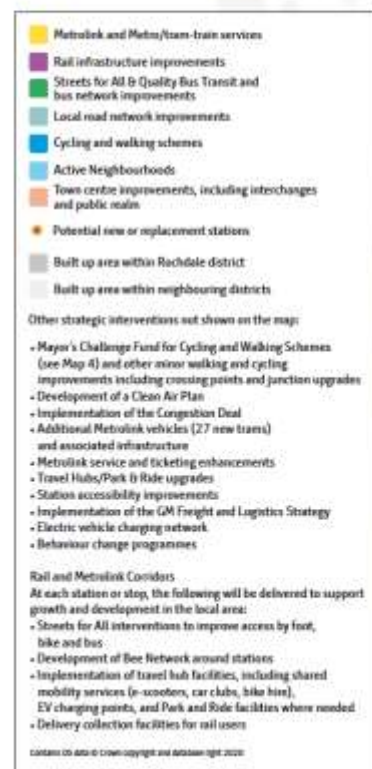 Metrolink and Metro/tram-train services
Rail infrastructure improvements
Streets for All & Quality Bus Transit and
bus network improvements
Local road network improvements
Cycling and walking schemes
Active Neighbourhoods
Town centre improvements, including interchanges
and public realm
Potential new or replacement stations
Built up area within Rochdale district
Built up area within neighbouring districts
Other strategic interventions not shown on the map:
• Mayor's Challenge Fund for Cycling and Walking Schemes
(see Map 4) and other minor walking and cycling
improvements including crossing points and junction upgrades
• Development of a Clean Air Plan
• Implementation of the Congestion Deal
• Additional Metrolink vehicles (27 new trams)
and associated infrastructure
• Metrolink service and ticketing enhancements
• Travel Hubs/Park & Ride upgrades
• Station accessibility improvements
• Implementation of the GM Freight and Logistics Strategy
• Electric vehicle charging network
• Behaviour change programmes
Rail and Metrolink Corridors
At each station or stop, the following will be delivered to support
growth and development in the local area:
• Streets for All interventions to improve access by foot,
bike and bus
• Development of Bee Network around stations
• Implementation of travel hub facilities, including shared
mobility services (e-scooters, car clubs, bike hire),
EV charging points, and Park and Ride facilities where needed
• Delivery collection facilities for rail users
Contains OS data © Crown copyright and database right 2020